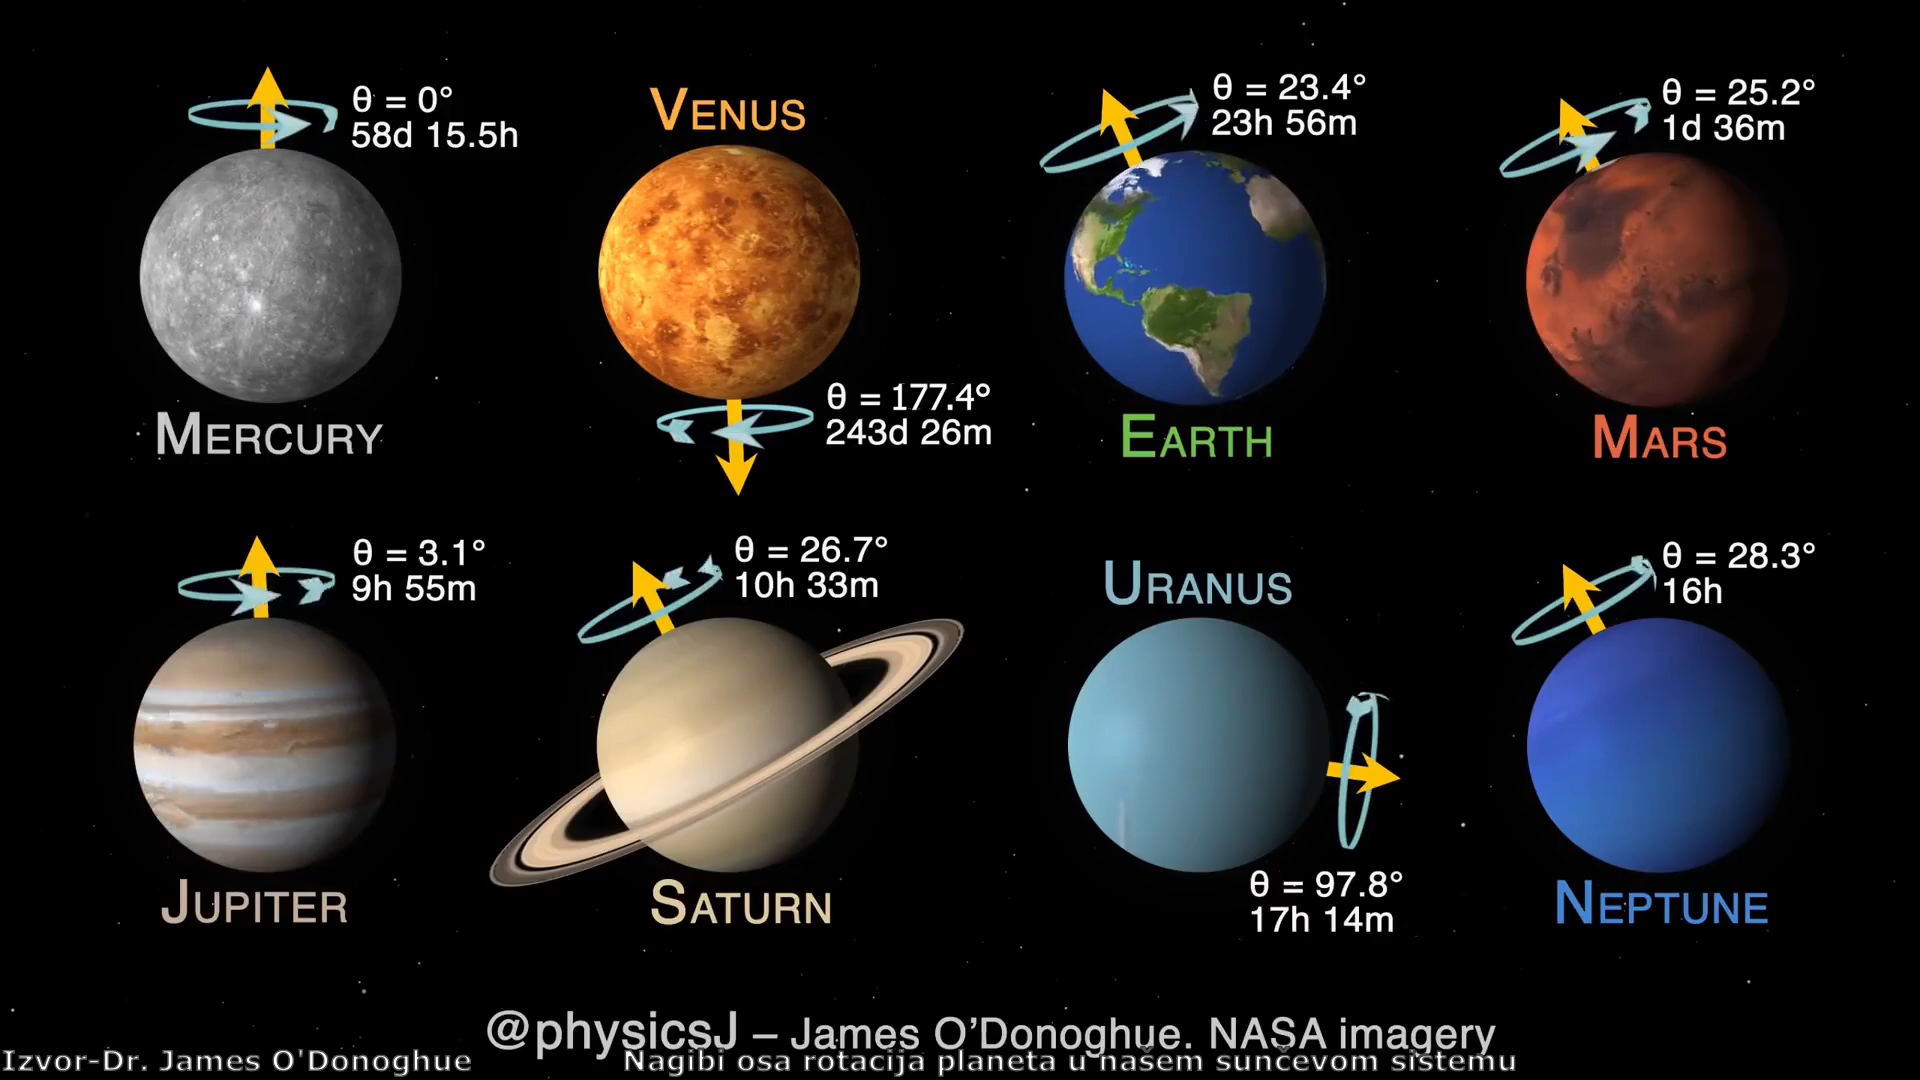 θ = 0°
58d 15.5h
MERCURY
VENUS
θ = 177.4°
243d 26m
θ = 23.4°
23h 56m
EARTH
θ = 25.2°
1d 36m
MARS
θ = 3.1°
9h 55m
JUPITER
θ = 26.7°
10h 33m
SATURN
URANUS
θ = 97.8°
17h 14m
θ = 28.3°
16h
NEPTUNE
@physicsJ – James O’Donoghue. NASA imagery
Izvor-Dr. James O'Donoghue
Nagibi osa rotacija planeta u našem sunčevom sistemu